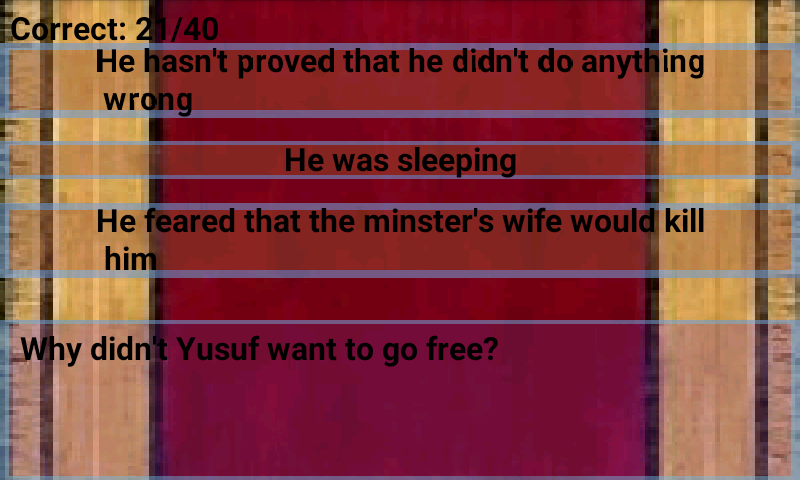 Correct: 21/40
He hasn't proved that he didn't do anything
wrong
He was sleeping
He feared that the minster's wife would kill
him
Why didn't Yusuf want to go free?